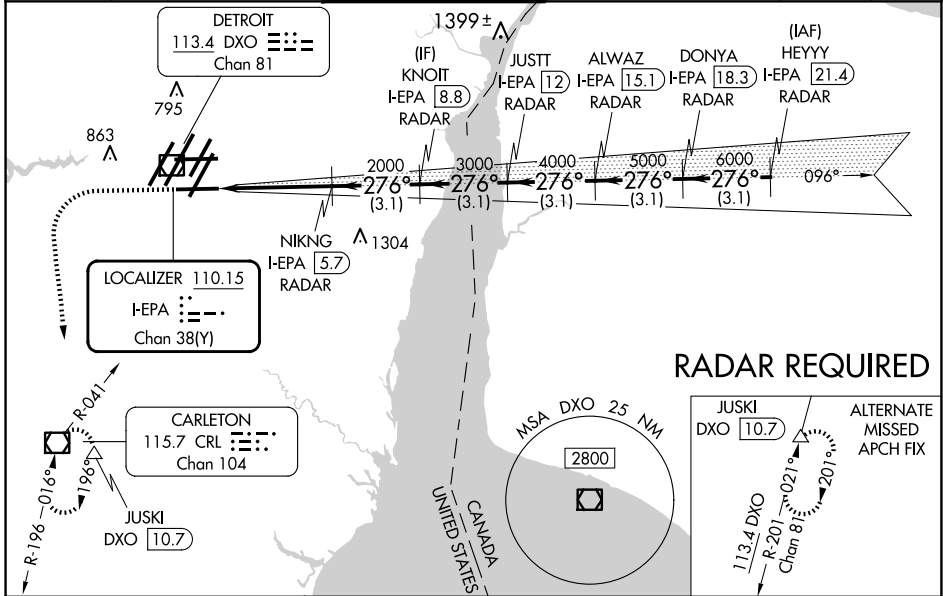 DETROIT
113.4 DXO
Chan 81
1399 ±
795
863
(IF)
KNOIT
I-EPA 8.8
RADAR
JUSTT
I-EPA 12
RADAR
ALWAZ
I-EPA 15.1
RADAR
DONYA
I-EPA 18.3
RADAR
(IAF)
HEYYY
I-EPA 21.4
RADAR
2000 3000 4000 5000 6000
276° 276° 276° 276° 276° 096°
(3.1) (3.1) (3.1) (3.1) (3.1)
NIKNG
I-EPA 5.7
RADAR
1304
LOCALIZER 110.15
I-EPA
Chan 38(Y)
RADAR REQUIRED
R-041
CARLETON
115.7 CRL
Chan 104
R-196
016°
196°
JUSKI
DXO 10.7
MSA DXO 25 NM
2800
CANADA
UNITED STATES
JUSKI
DXO 10.7
ALTERNATE
MISSED
APCH FIX
021°
201°
113.4 DXO
R-201
Chan 81